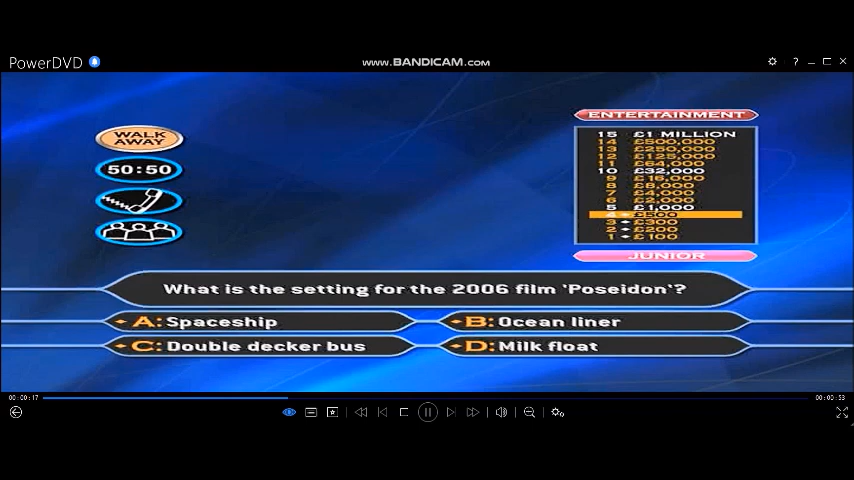 PowerDVD
www.BANDICAM.com
?
WALK AWAY
50:50
ENTERTAINMENT
15 £1 MILLION
14 £500,000
13 £250,000
12 £125,000
11 £64,000
10 £32,000
9 £16,000
8 £8,000
7 £4,000
6 £2,000
5 £1,000
4 £500
3 £300
2 £200
1 £100
JUNIOR
What is the setting for the 2006 film 'Poseidon'?
A: Spaceship
B: Ocean liner
C: Double decker bus
D: Milk float
00:00:17
00:00:53